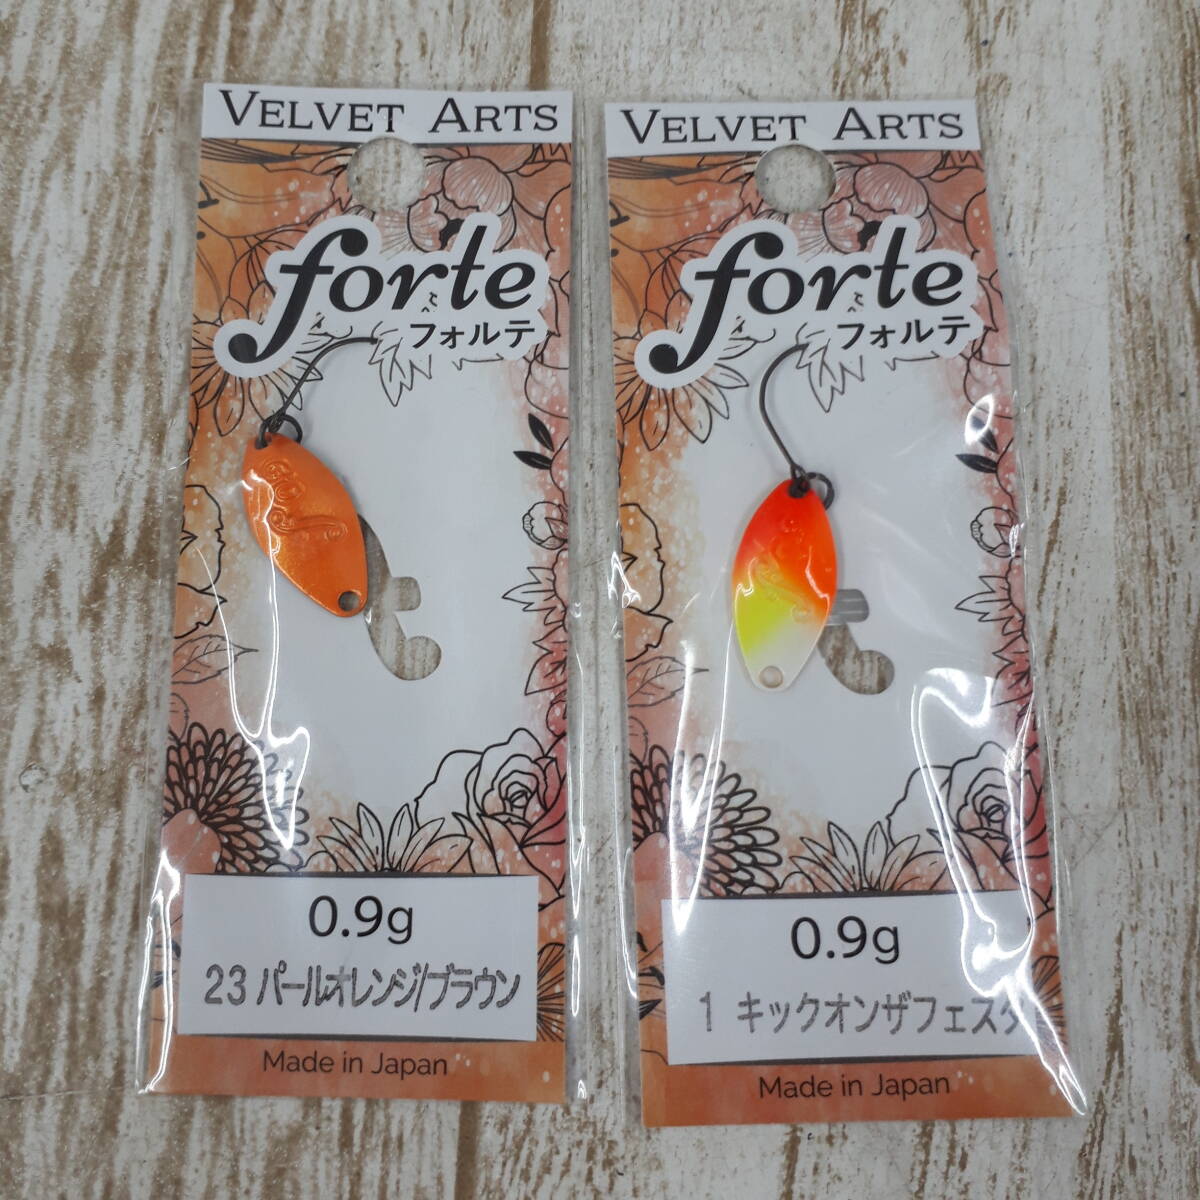 VELVET ARTS
forte
フォルテ
0.9g
23 パールオレンジ/ブラウン
Made in Japan
VELVET ARTS
forte
フォルテ
0.9g
1 キックオンザフェスタ
Made in Japan